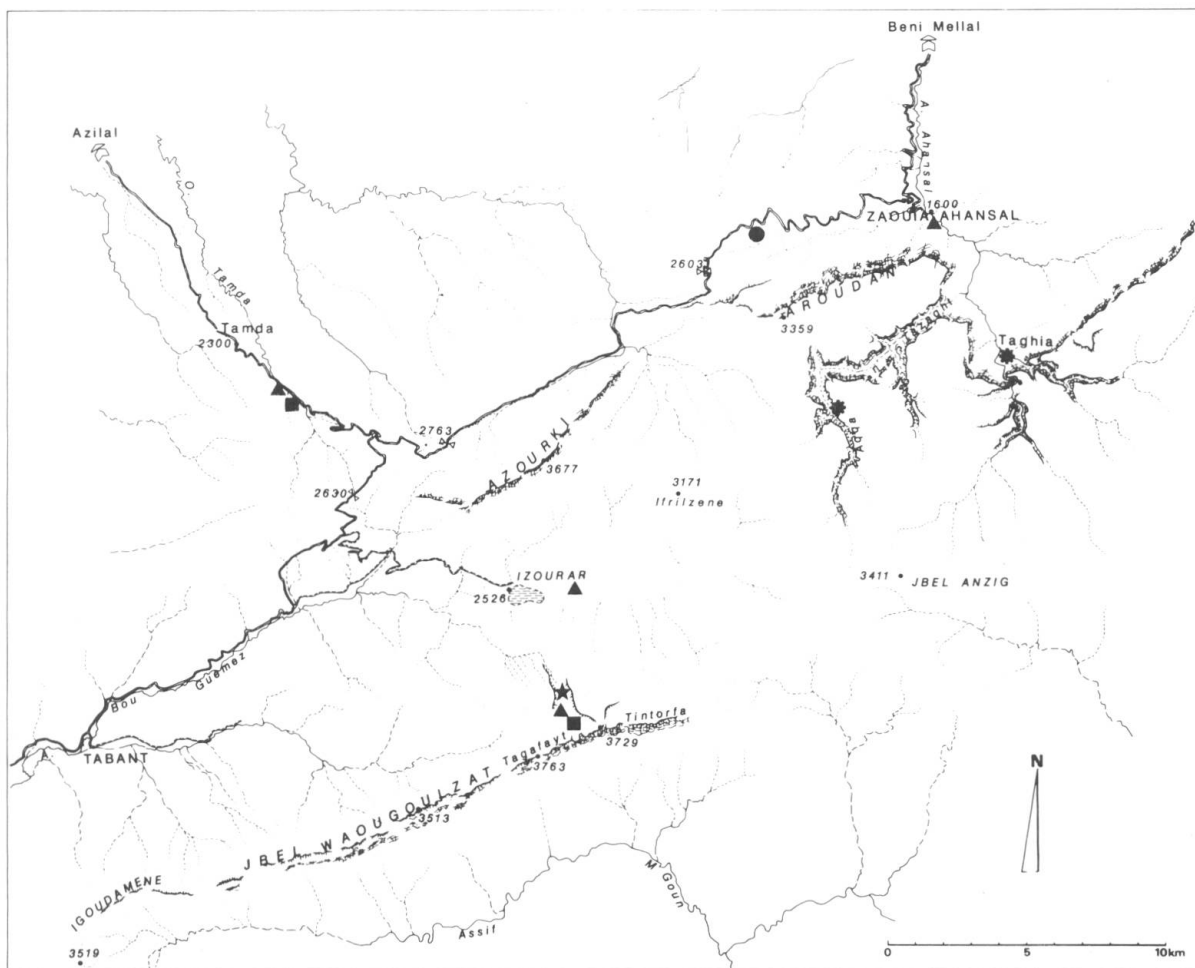 Beni Mellal
Azilal
A. Ahansal
O. Tamda
1600
ZAOUIA AHANSAL
2603
AROUDAN
3359
Tamda
2300
Taghia
2763
AZOURKI
3677
3171
Ifrilzene
2630
IZOURAR
2526
3411
JBEL ANZIG
Bou Guemez
Tintorfa
Tagafayt
3729
3763
A.
TABANT
JBEL WAOUGOULZAT
3513
N
M'Goun
IGOUDAMENE
Assif
3519
0 5 10km